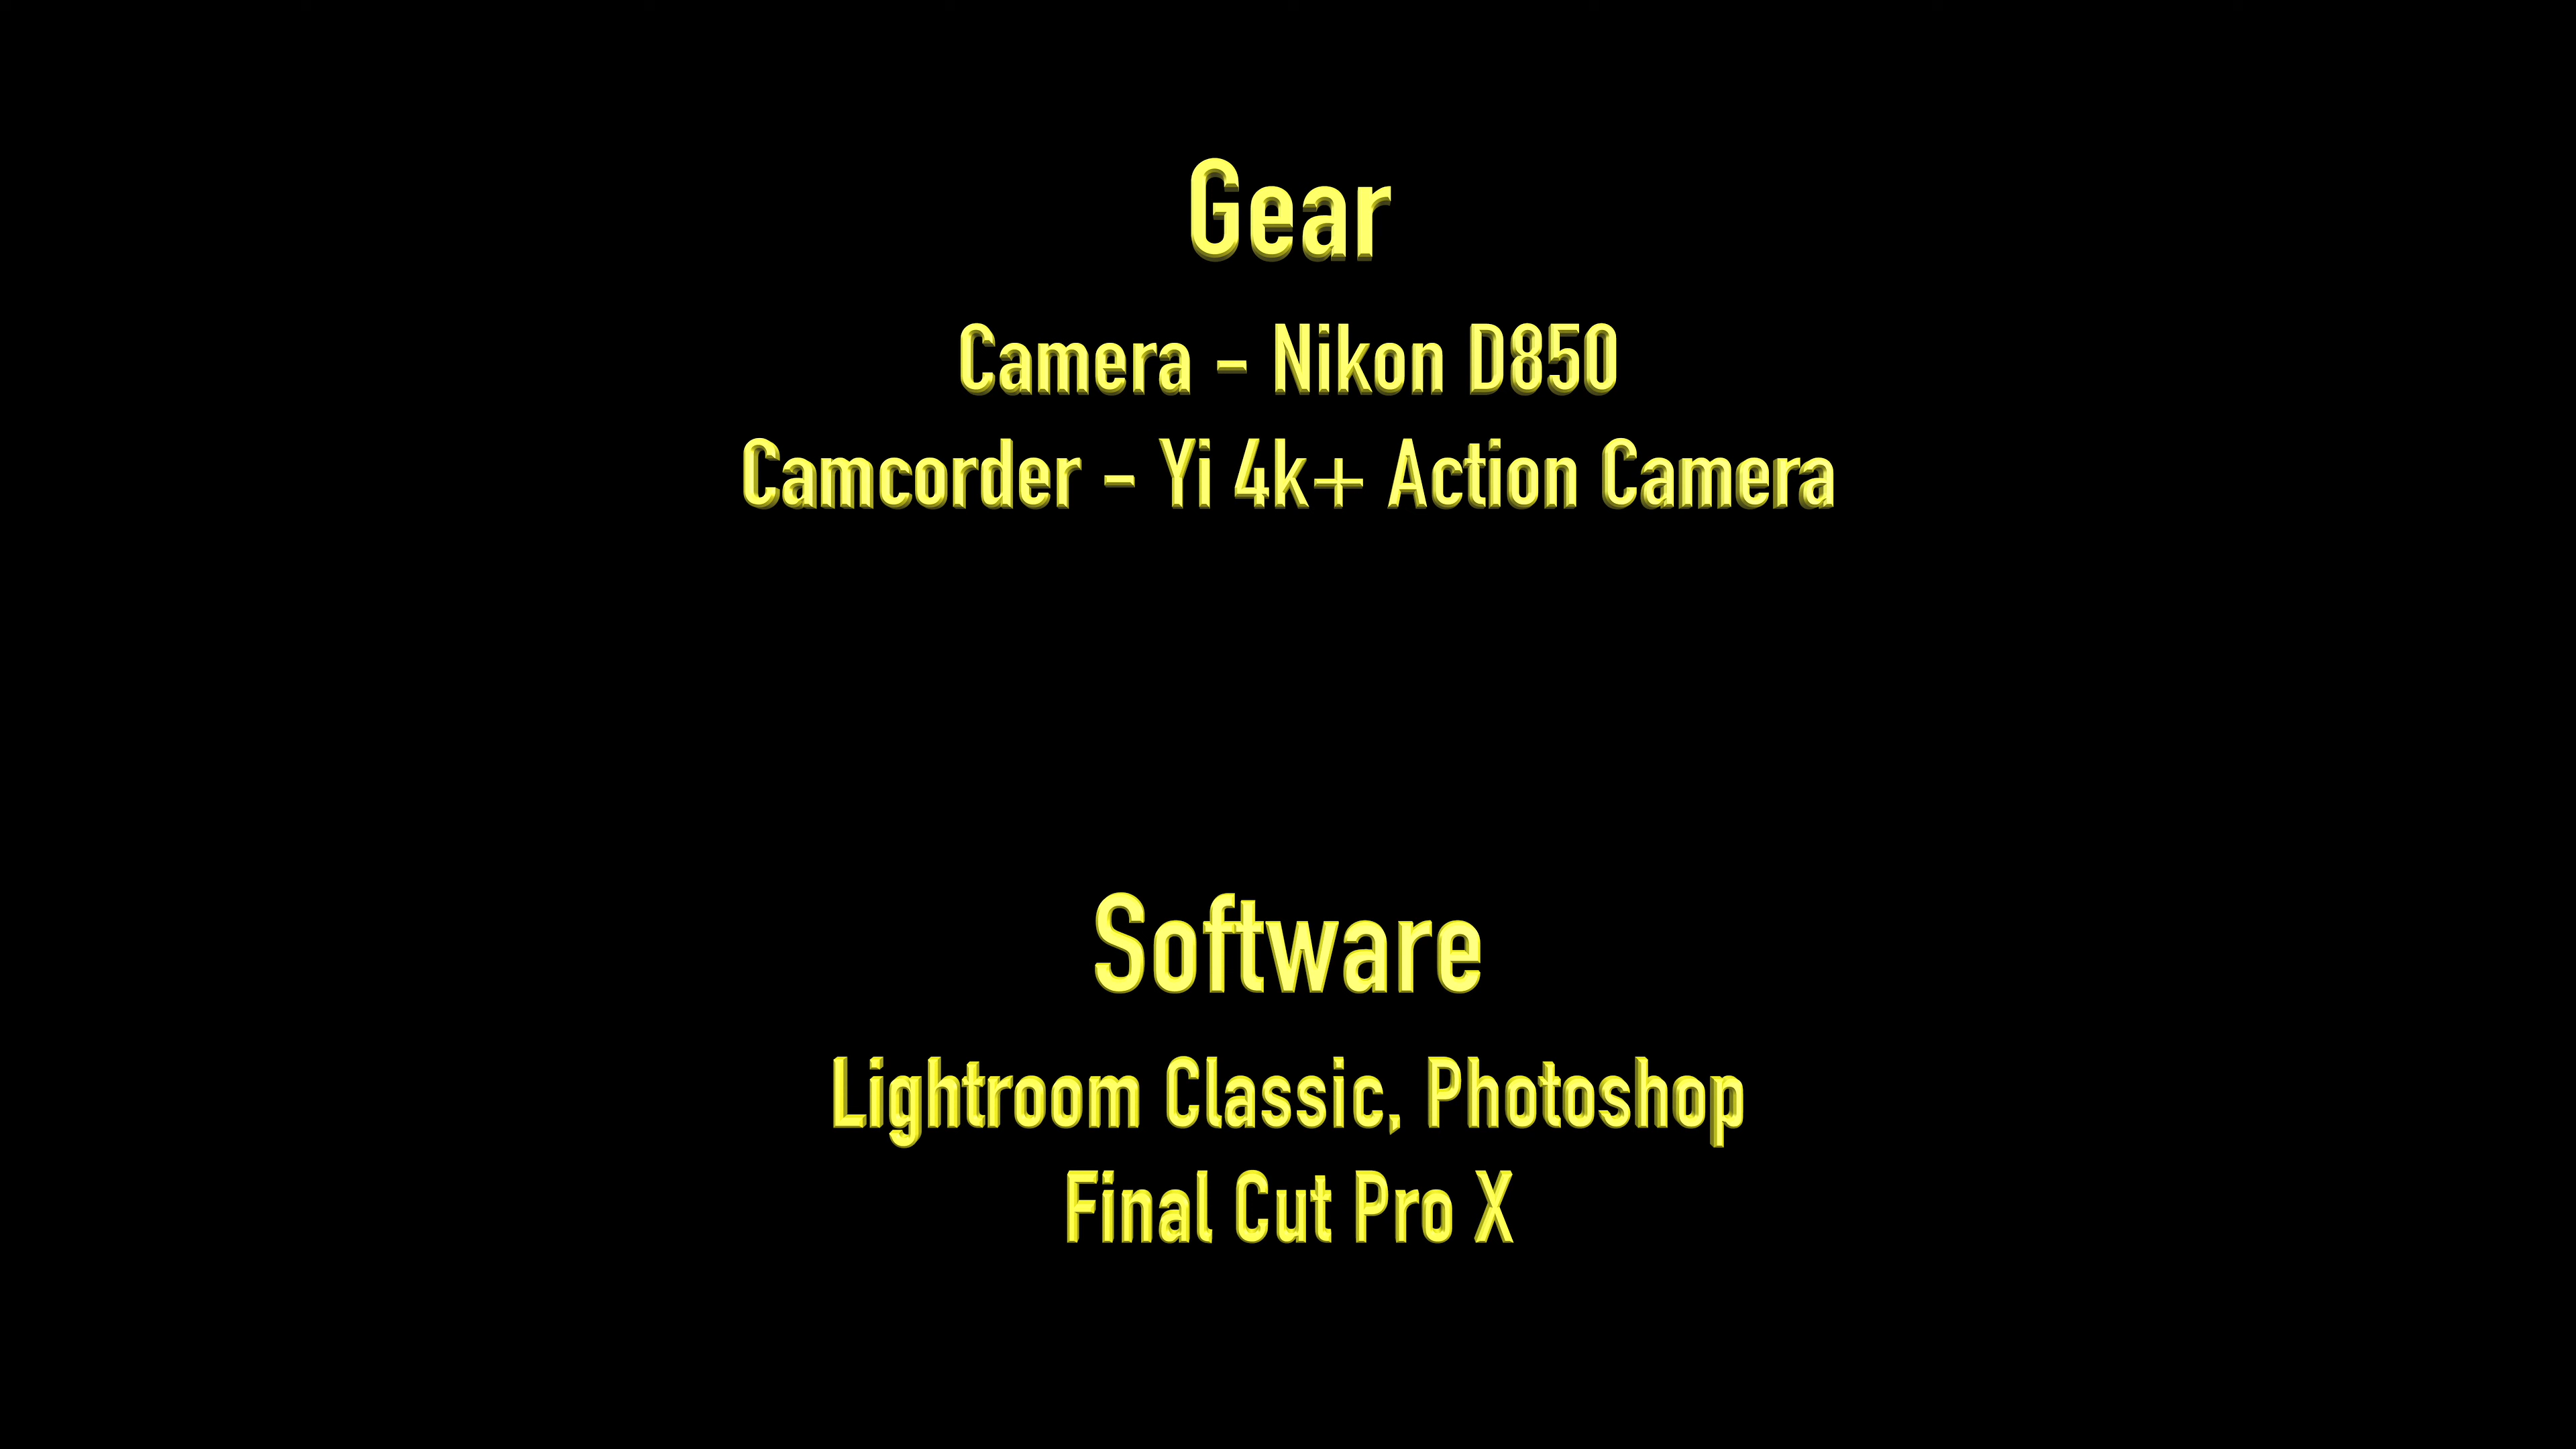 Gear
Camera - Nikon D850
Camcorder - Yi 4k+ Action Camera
Software
Lightroom Classic, Photoshop
Final Cut Pro X